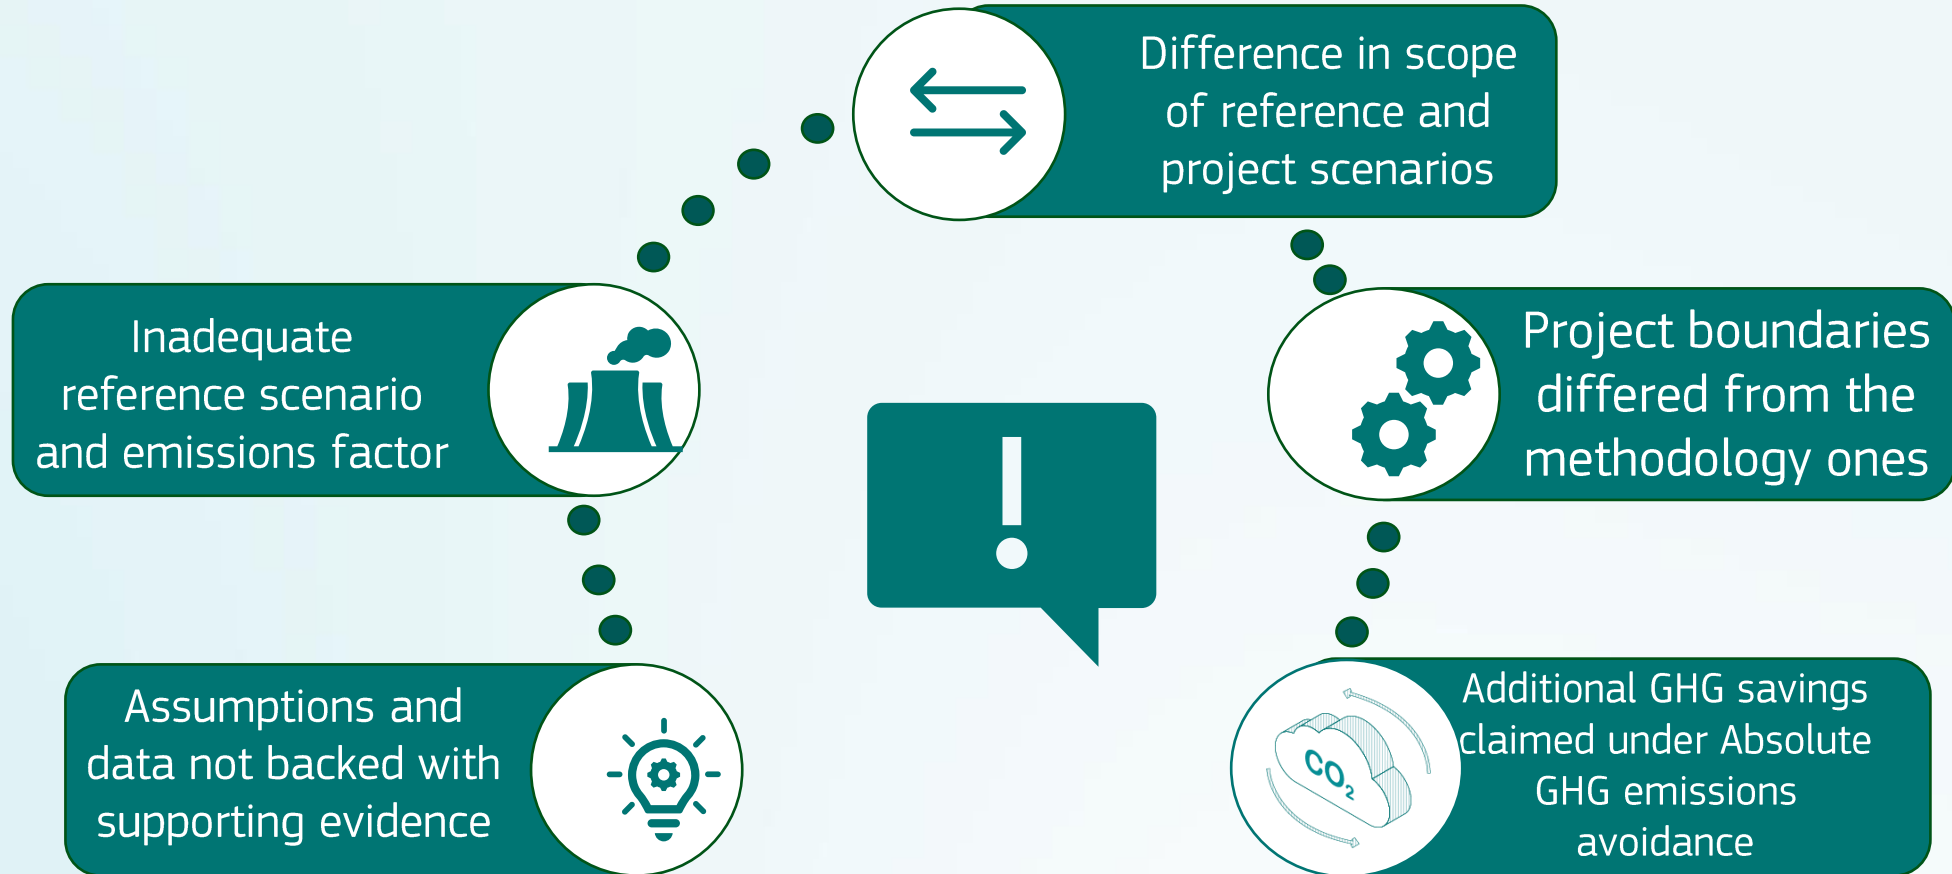 Difference in scope
of reference and
project scenarios
Inadequate
reference scenario
and emissions factor
Project boundaries
differed from the
methodology ones
Assumptions and
data not backed with
supporting evidence
CO₂
Additional GHG savings
claimed under Absolute
GHG emissions
avoidance